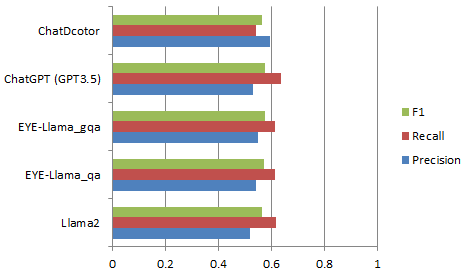 ChatDcotor
ChatGPT (GPT3.5)
EYE-Llama_gqa
EYE-Llama_qa
Llama2
0 0.2 0.4 0.6 0.8 1
F1
Recall
Precision